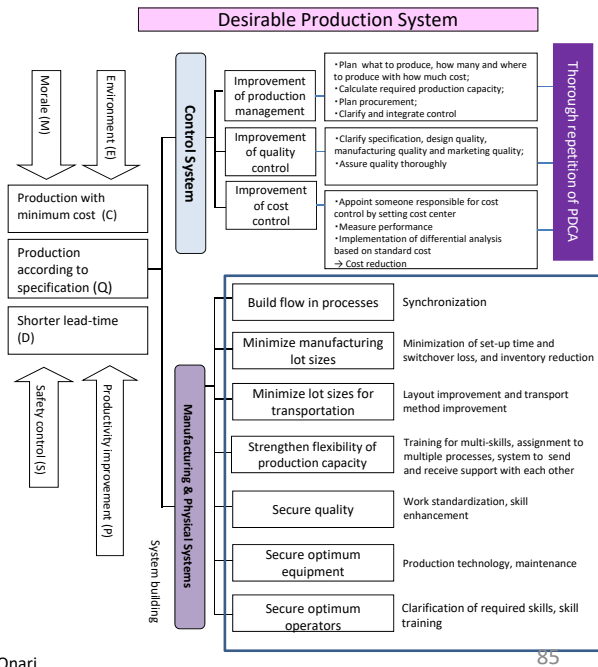 Desirable Production System
Morale (M)
Environment (E)
Production with
minimum cost  (C)
Production
according to
specification (Q)
Shorter lead-time
(D)
Safety control (S)
Productivity improvement (P)
Control System
Improvement
of production
management
・Plan  what to produce, how many and where
to produce with how much cost;
・Calculate required production capacity;
・Plan procurement;
・Clarify and integrate control
Improvement
of quality
control
・Clarify specification, design quality,
manufacturing quality and marketing quality;
・Assure quality thoroughly
Improvement
of cost
control
・Appoint someone responsible for cost
control by setting cost center
・Measure performance
・Implementation of differential analysis
based on standard cost
→ Cost reduction
Thorough repetition of PDCA
Manufacturing & Physical Systems
System building
Build flow in processes
Synchronization
Minimize manufacturing
lot sizes
Minimization of set-up time and
switchover loss, and inventory reduction
Minimize lot sizes for
transportation
Layout improvement and transport
method improvement
Strengthen flexibility of
production capacity
Training for multi-skills, assignment to
multiple processes, system to  send
and receive support with each other
Secure quality
Work standardization, skill
enhancement
Secure optimum
equipment
Production technology, maintenance
Secure optimum
operators
Clarification of required skills, skill
training
Onari
85